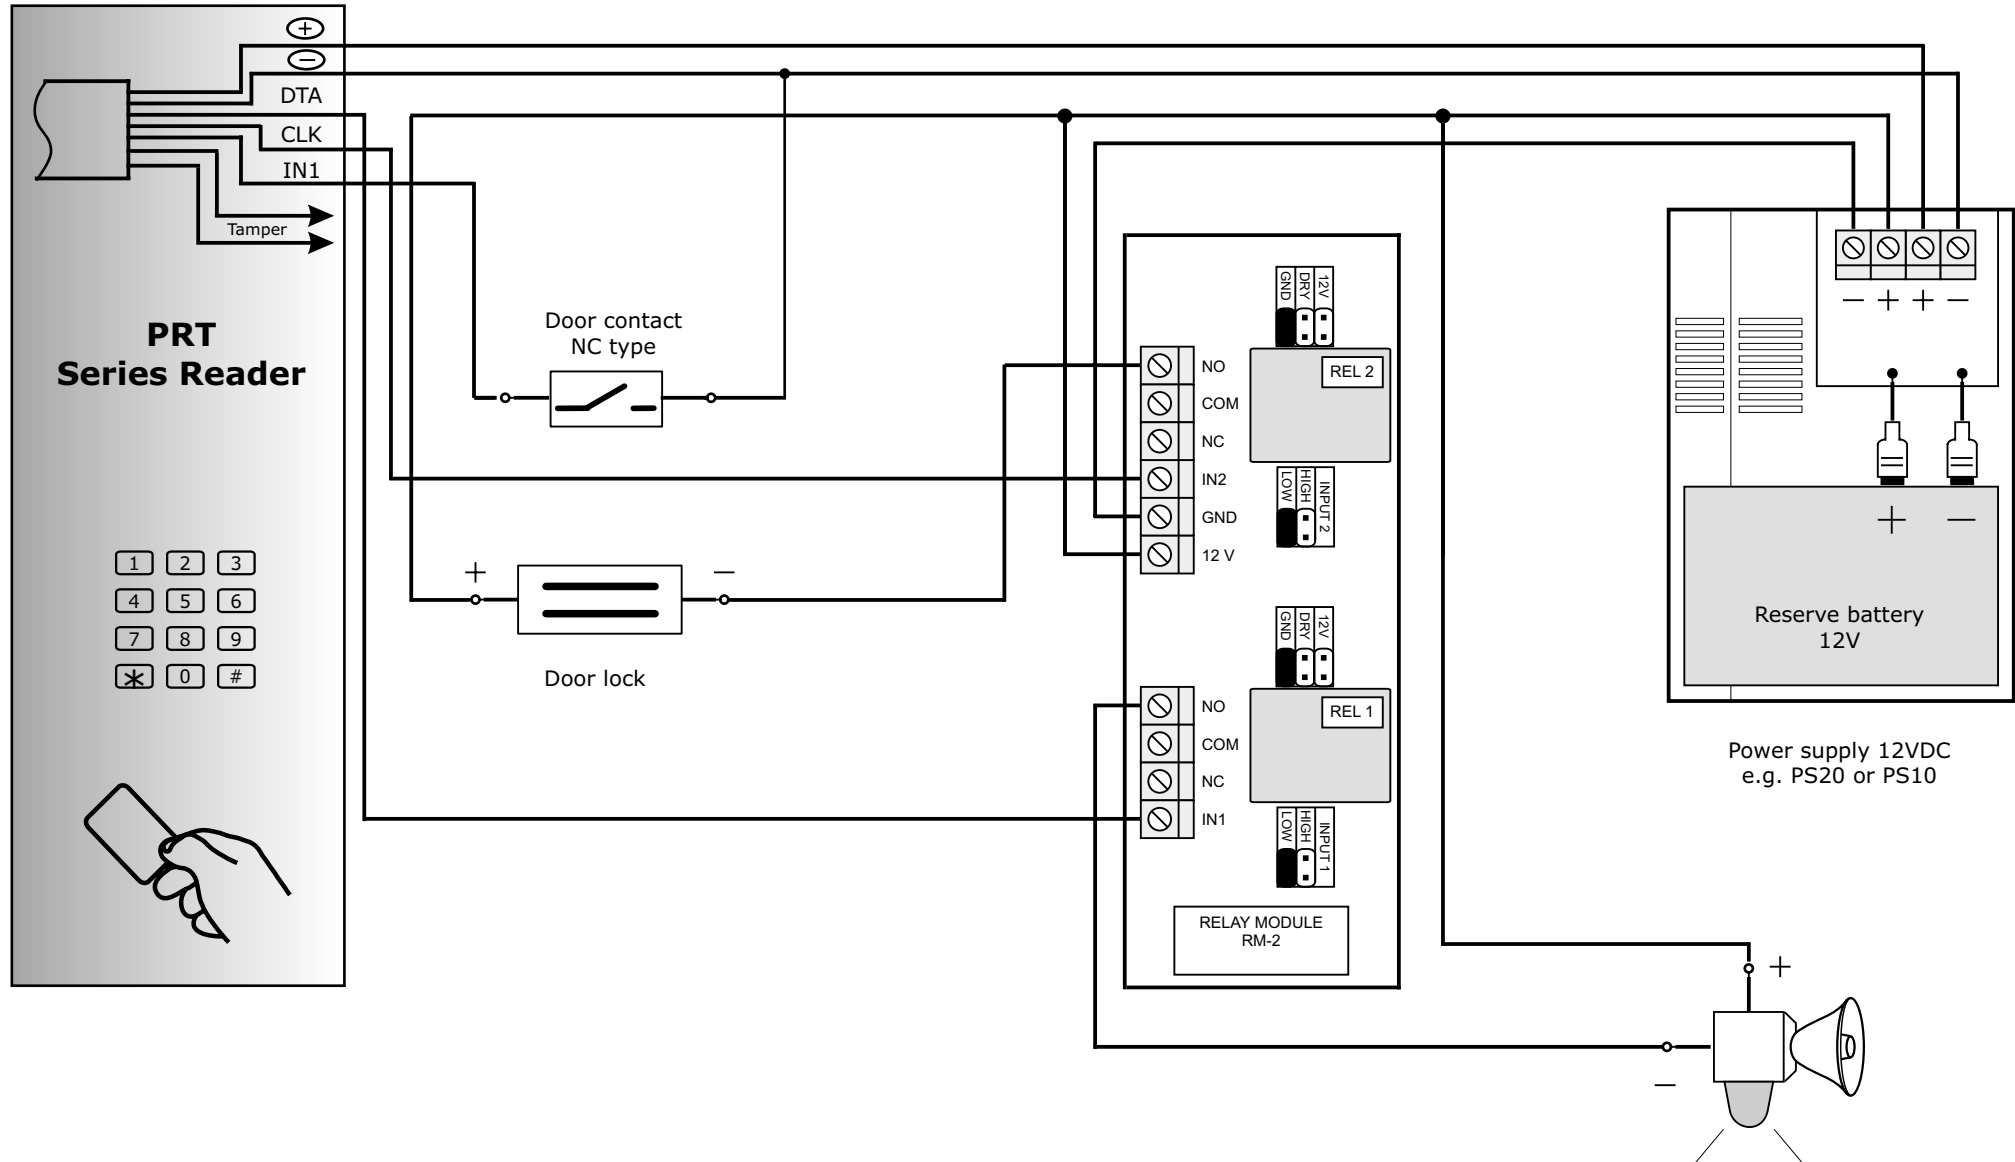 +
−
DTA
CLK
IN1
Tamper
PRT
Series Reader
1 2 3
4 5 6
7 8 9
* 0 #
Door contact
NC type
+ −
Door lock
GND DRY 12V
REL 2
NO
COM
NC
IN2
GND
12 V
LOW HIGH INPUT 2
GND DRY 12V
REL 1
NO
COM
NC
IN1
LOW HIGH INPUT 1
RELAY MODULE
RM-2
− + + −
+ −
Reserve battery
12V
Power supply 12VDC
e.g. PS20 or PS10
+
−